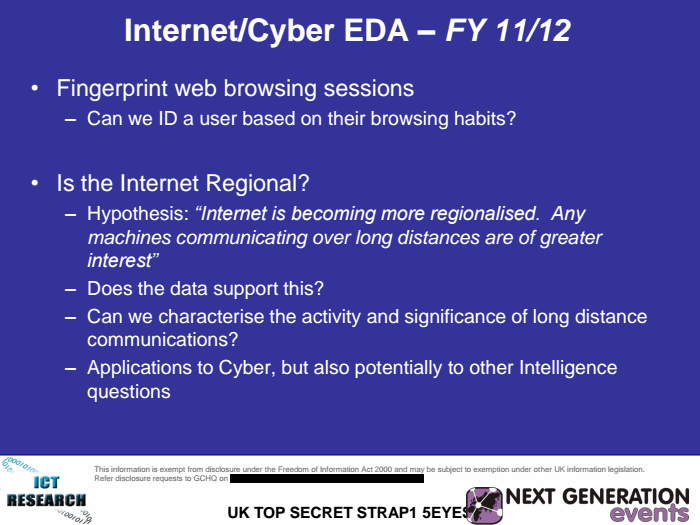 Internet/Cyber EDA – FY 11/12
• Fingerprint web browsing sessions
– Can we ID a user based on their browsing habits?
• Is the Internet Regional?
– Hypothesis: “Internet is becoming more regionalised. Any
machines communicating over long distances are of greater
interest”
– Does the data support this?
– Can we characterise the activity and significance of long distance
communications?
– Applications to Cyber, but also potentially to other Intelligence
questions
This information is exempt from disclosure under the Freedom of Information Act 2000 and may be subject to exemption under other UK information legislation.
Refer disclosure requests to GCHQ on
ICT
RESEARCH
UK TOP SECRET STRAP1 5EYES
NEXT GENERATION
events